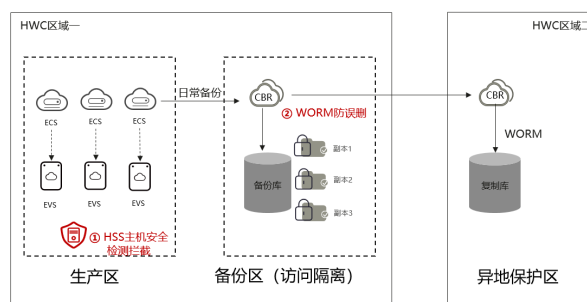 HWC区域一
HWC区域二
ECS
ECS
ECS
日常备份
CBR
② WORM防误删
CBR
WORM
EVS
EVS
EVS
备份库
副本1
副本2
副本3
复制库
① HSS主机安全
检测拦截
生产区
备份区（访问隔离）
异地保护区